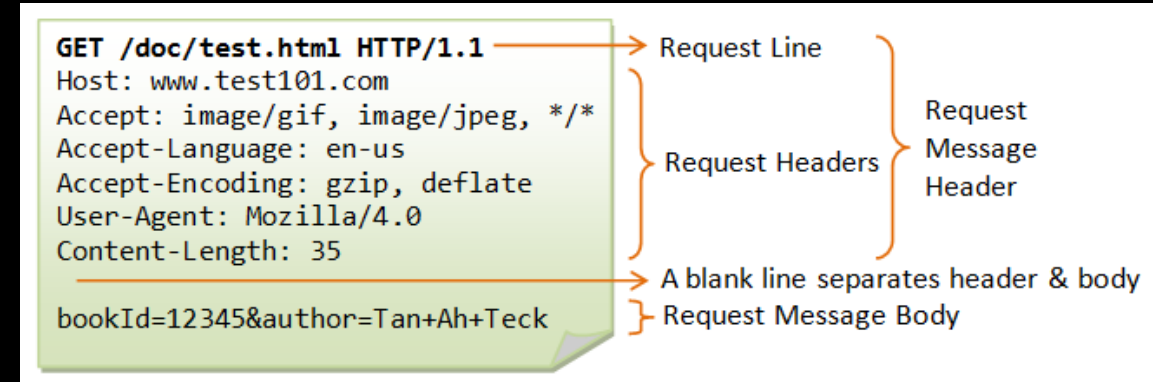 GET /doc/test.html HTTP/1.1
Host: www.test101.com
Accept: image/gif, image/jpeg, */*
Accept-Language: en-us
Accept-Encoding: gzip, deflate
User-Agent: Mozilla/4.0
Content-Length: 35
bookId=12345&author=Tan+Ah+Teck
Request Line
Request Headers
A blank line separates header & body
Request Message Body
Request
Message
Header